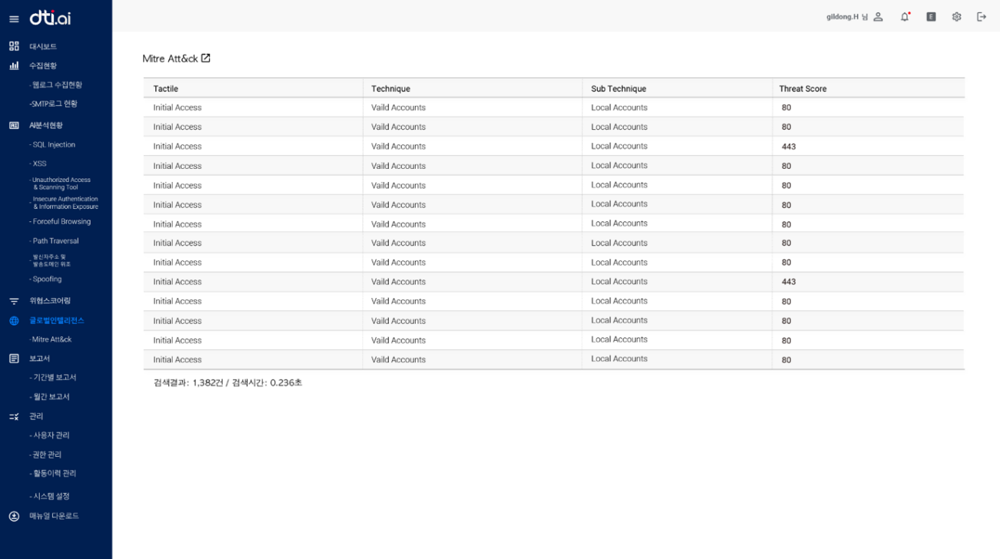 dti.ai
gildong.H 님
E
대시보드
수집현황
- 웹로그 수집현황
-SMTP로그 현황
AI분석현황
- SQL Injection
- XSS
- Unauthorized Access
& Scanning Tool
- Insecure Authentication
& Information Exposure
- Forceful Browsing
- Path Traversal
- 발신자주소 및
발송도메인 위조
- Spoofing
위협스코어링
글로벌인텔리전스
- Mitre Att&ck
보고서
- 기간별 보고서
- 월간 보고서
관리
- 사용자 관리
- 권한 관리
- 활동이력 관리
- 시스템 설정
매뉴얼 다운로드
Mitre Att&ck
Tactile Technique Sub Technique Threat Score
Initial Access Vaild Accounts Local Accounts 80
Initial Access Vaild Accounts Local Accounts 80
Initial Access Vaild Accounts Local Accounts 443
Initial Access Vaild Accounts Local Accounts 80
Initial Access Vaild Accounts Local Accounts 80
Initial Access Vaild Accounts Local Accounts 80
Initial Access Vaild Accounts Local Accounts 80
Initial Access Vaild Accounts Local Accounts 80
Initial Access Vaild Accounts Local Accounts 80
Initial Access Vaild Accounts Local Accounts 443
Initial Access Vaild Accounts Local Accounts 80
Initial Access Vaild Accounts Local Accounts 80
Initial Access Vaild Accounts Local Accounts 80
Initial Access Vaild Accounts Local Accounts 80
검색결과: 1,382건 / 검색시간: 0.236초